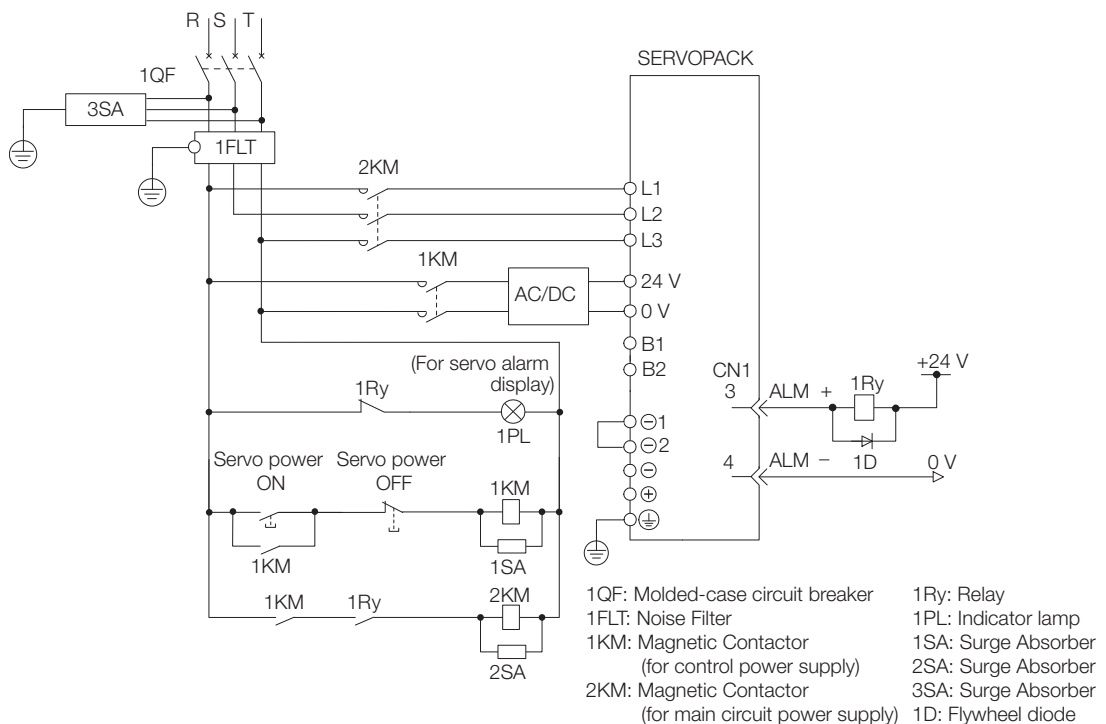 R S T
SERVOPACK
1QF
3SA
1FLT
2KM
L1
L2
L3
1KM
24 V
AC/DC
0 V
B1
(For servo alarm
display)
B2
CN1
+24 V
1Ry
3
ALM +
1Ry
1PL
⊖1
⊖2
4
ALM −
1D
0 V
Servo power
ON
Servo power
OFF
⊖
⊕
1KM
1KM
1SA
1KM
1Ry
2KM
2SA
1QF: Molded-case circuit breaker
1FLT: Noise Filter
1KM: Magnetic Contactor
(for control power supply)
2KM: Magnetic Contactor
(for main circuit power supply)
1Ry: Relay
1PL: Indicator lamp
1SA: Surge Absorber
2SA: Surge Absorber
3SA: Surge Absorber
1D: Flywheel diode